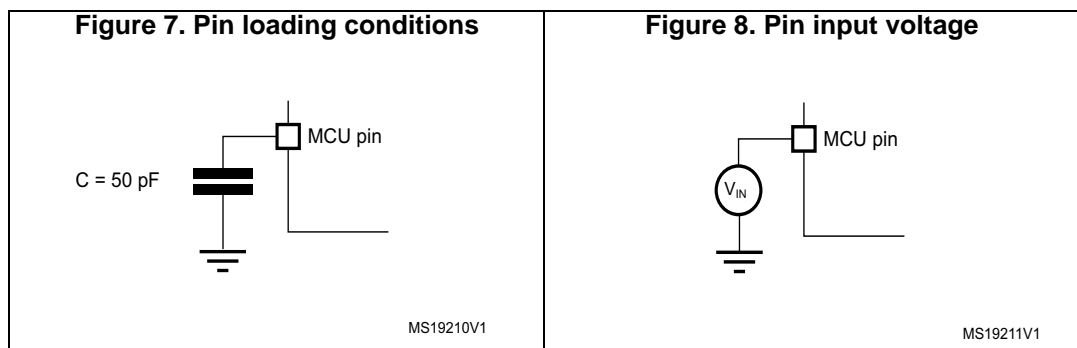 Figure 7. Pin loading conditions
MCU pin
C = 50 pF
MS19210V1
Figure 8. Pin input voltage
MCU pin
VIN
MS19211V1